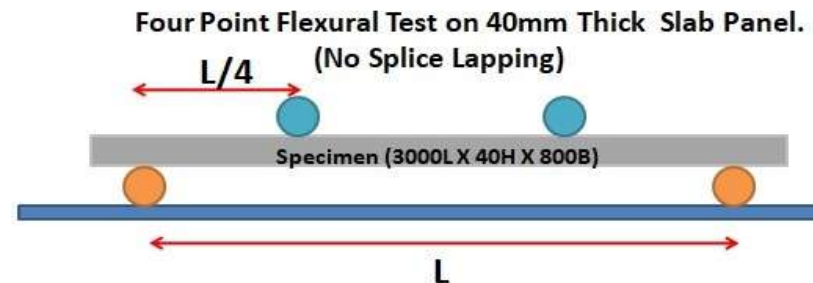 Four Point Flexural Test on 40mm Thick Slab Panel.
(No Splice Lapping)
L/4
Specimen (3000L X 40H X 800B)
L